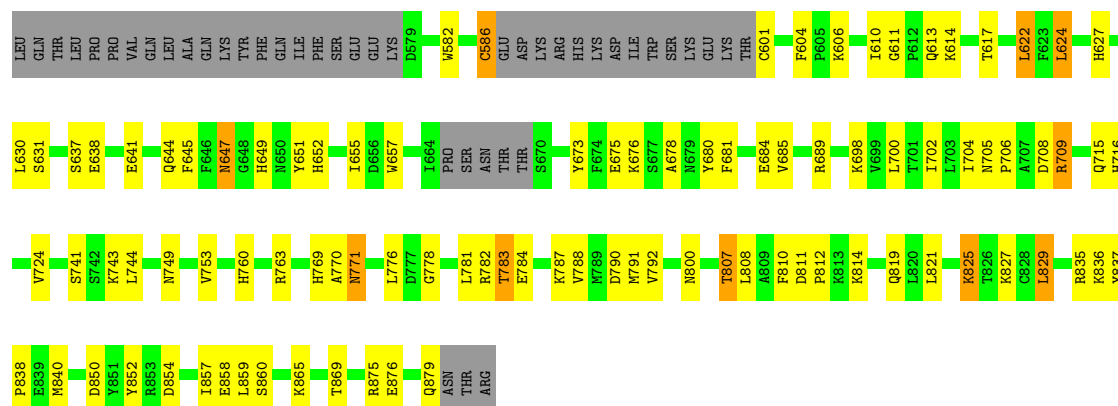 LEU GLN THR LEU PRO PRO VAL GLN LEU ALA GLN LYS TYR PHE GLN ILE PHE SER GLU GLU LYS D579 W582 C586 GLU ASP LYS ARG HIS LYS ASP ILE TRP SER LYS GLU LYS THR C601 F604 P605 K606 I610 G611 P612 Q613 K614 T617 L622 F623 L624 H627
L630 S631 S637 E638 E641 Q644 F645 F646 N647 G648 H649 N650 Y651 H652 I655 D656 W657 I664 PRO SER ASN THR THR S670 Y673 F674 E675 K676 S677 A678 N679 Y680 F681 E684 V685 R689 K698 V699 L700 T701 I702 L703 I704 N705 P706 A707 D708 R709 Q715 H716
V724 S741 S742 K743 L744 N749 V753 H760 R763 H769 A770 N771 L776 D777 G778 L781 R782 T783 E784 K787 V788 M789 D790 M791 V792 N800 T807 L808 A809 F810 D811 P812 K813 K814 Q819 L820 L821 K825 T826 K827 C828 L829 R835 K836 Y837
P838 E839 M840 D850 Y851 Y852 R853 D854 I857 E858 L859 S860 K865 T869 R875 E876 Q879 ASN THR ARG